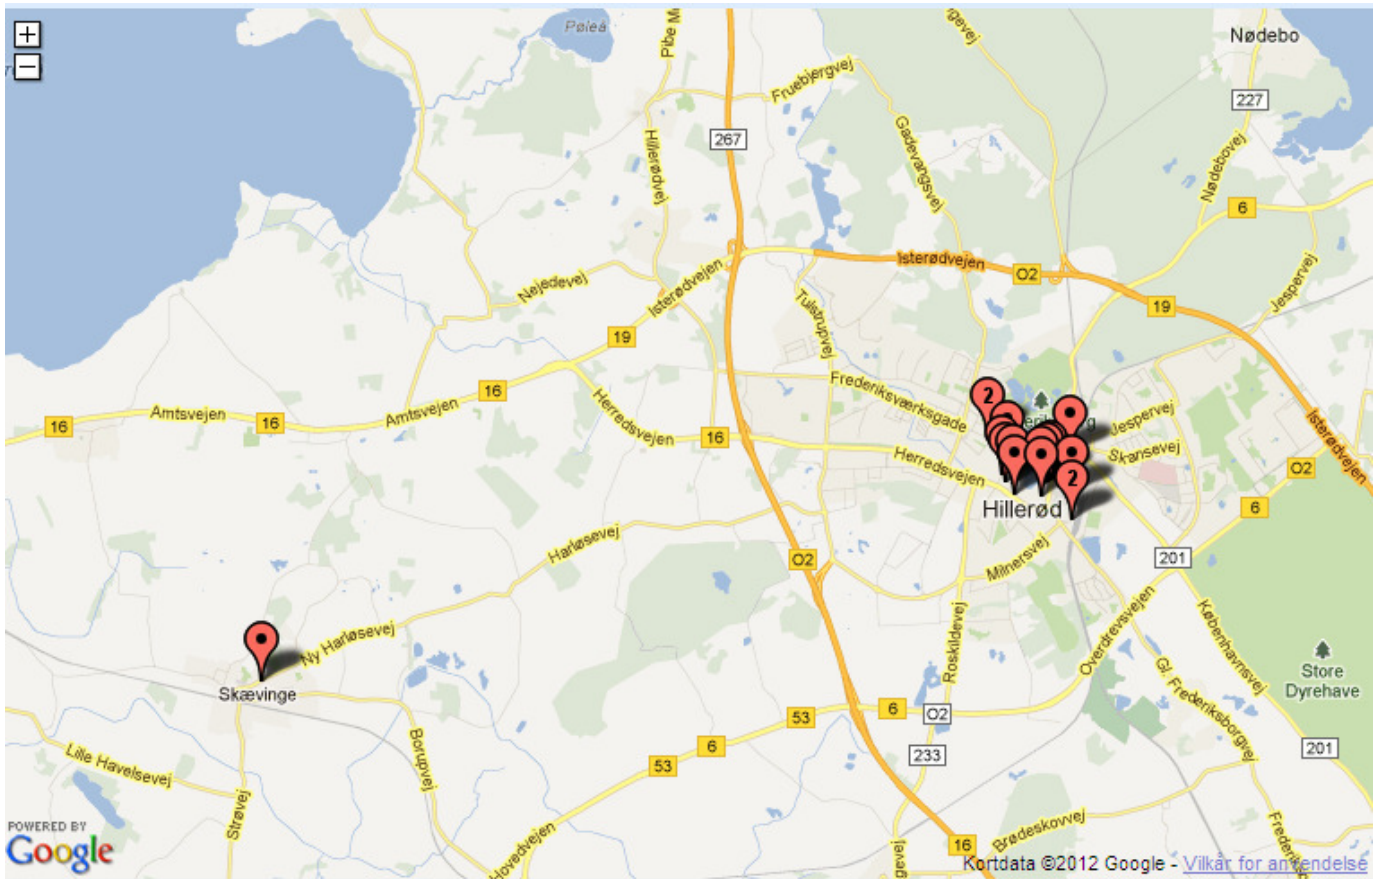 +
−
Pøleå
Nødebo
Fruebjergvej
227
267
Hillerødvej
Gadevangsvej
Nødebovej
6
Isterødvejen
O2
Nejedevej
Isterødvejen
Jespervej
19
Tulstrupvej
19
16
Frederiksværksgade
2
Amtsvejen
16
Amtsvejen
Herredsvejen
Jespervej
Isterødvejen
16
16
Herredsvejen
Skansevej
O2
2
Hillerød
6
Harløsevej
O2
Milnersvej
201
Ny Harløsevej
Roskildevej
Overdrevsvejen
Københavnsvej
Gl. Frederiksborgvej
Store
Dyrehave
Skævinge
53
6
O2
6
53
233
201
Lille Havelsevej
Borupvej
Strøvej
POWERED BY
Google
Hovedvejen
16
Brødeskovvej
Kortdata ©2012 Google - Vilkår for anvendelse